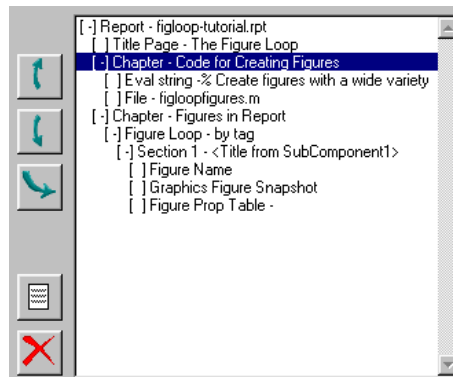 [-] Report - figloop-tutorial.rpt
[ ] Title Page - The Figure Loop
[-] Chapter - Code for Creating Figures
[ ] Eval string -% Create figures with a wide variety
[ ] File - figloopfigures.m
[-] Chapter - Figures in Report
[-] Figure Loop - by tag
[-] Section 1 - <Title from SubComponent1>
[ ] Figure Name
[ ] Graphics Figure Snapshot
[ ] Figure Prop Table -